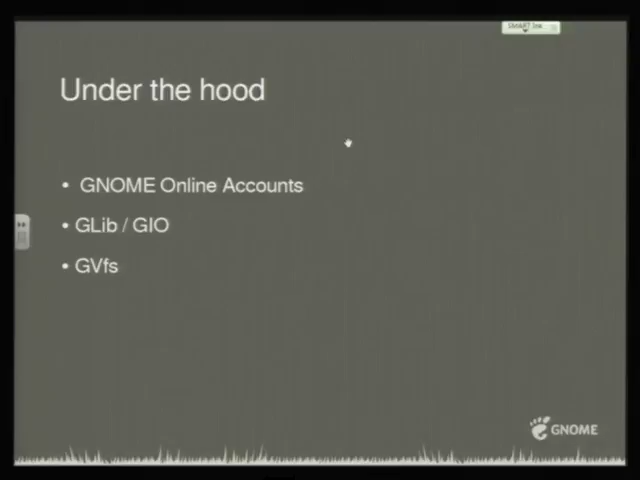 Under the hood
• GNOME Online Accounts
• GLib / GIO
• GVfs
GNOME